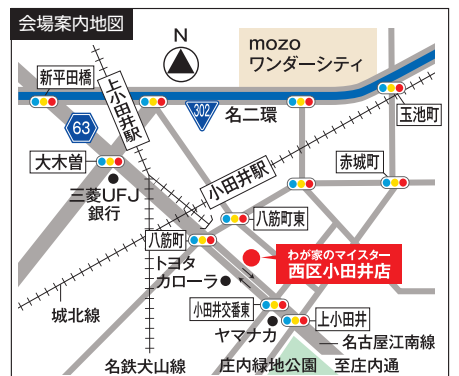 会場案内地図
N
mozo
ワンダーシティ
新平田橋
上小田井駅
302
名二環
玉池町
63
大木曽
小田井駅
赤城町
三菱UFJ
銀行
八筋町東
八筋町
わが家のマイスター
西区小田井店
トヨタ
カローラ
小田井交番東
上小田井
城北線
ヤマナカ
名古屋江南線
名鉄犬山線
庄内緑地公園
至庄内通